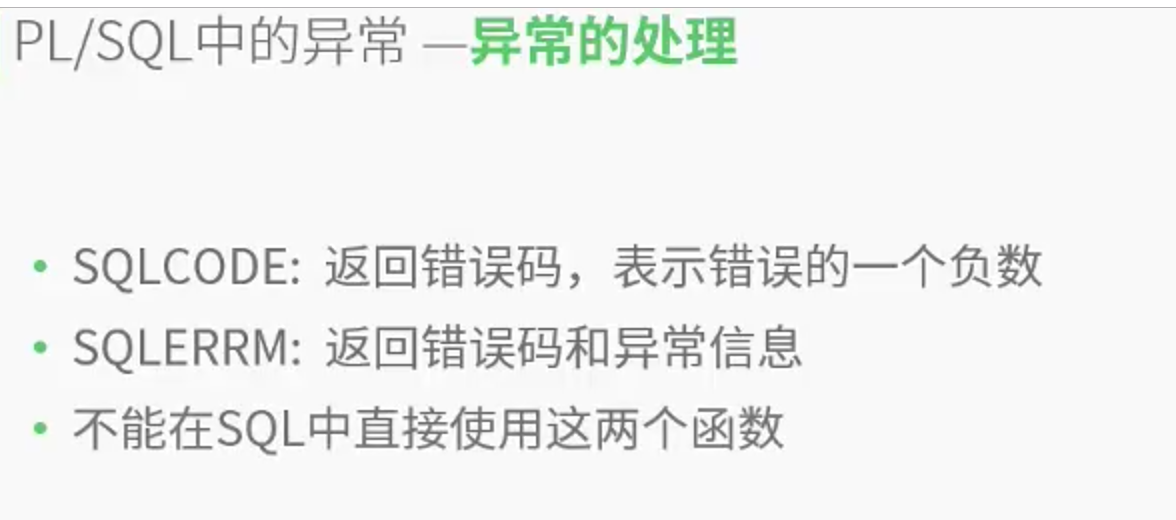 PL/SQL中的异常 —异常的处理
• SQLCODE: 返回错误码，表示错误的一个负数
• SQLERRM: 返回错误码和异常信息
• 不能在SQL中直接使用这两个函数